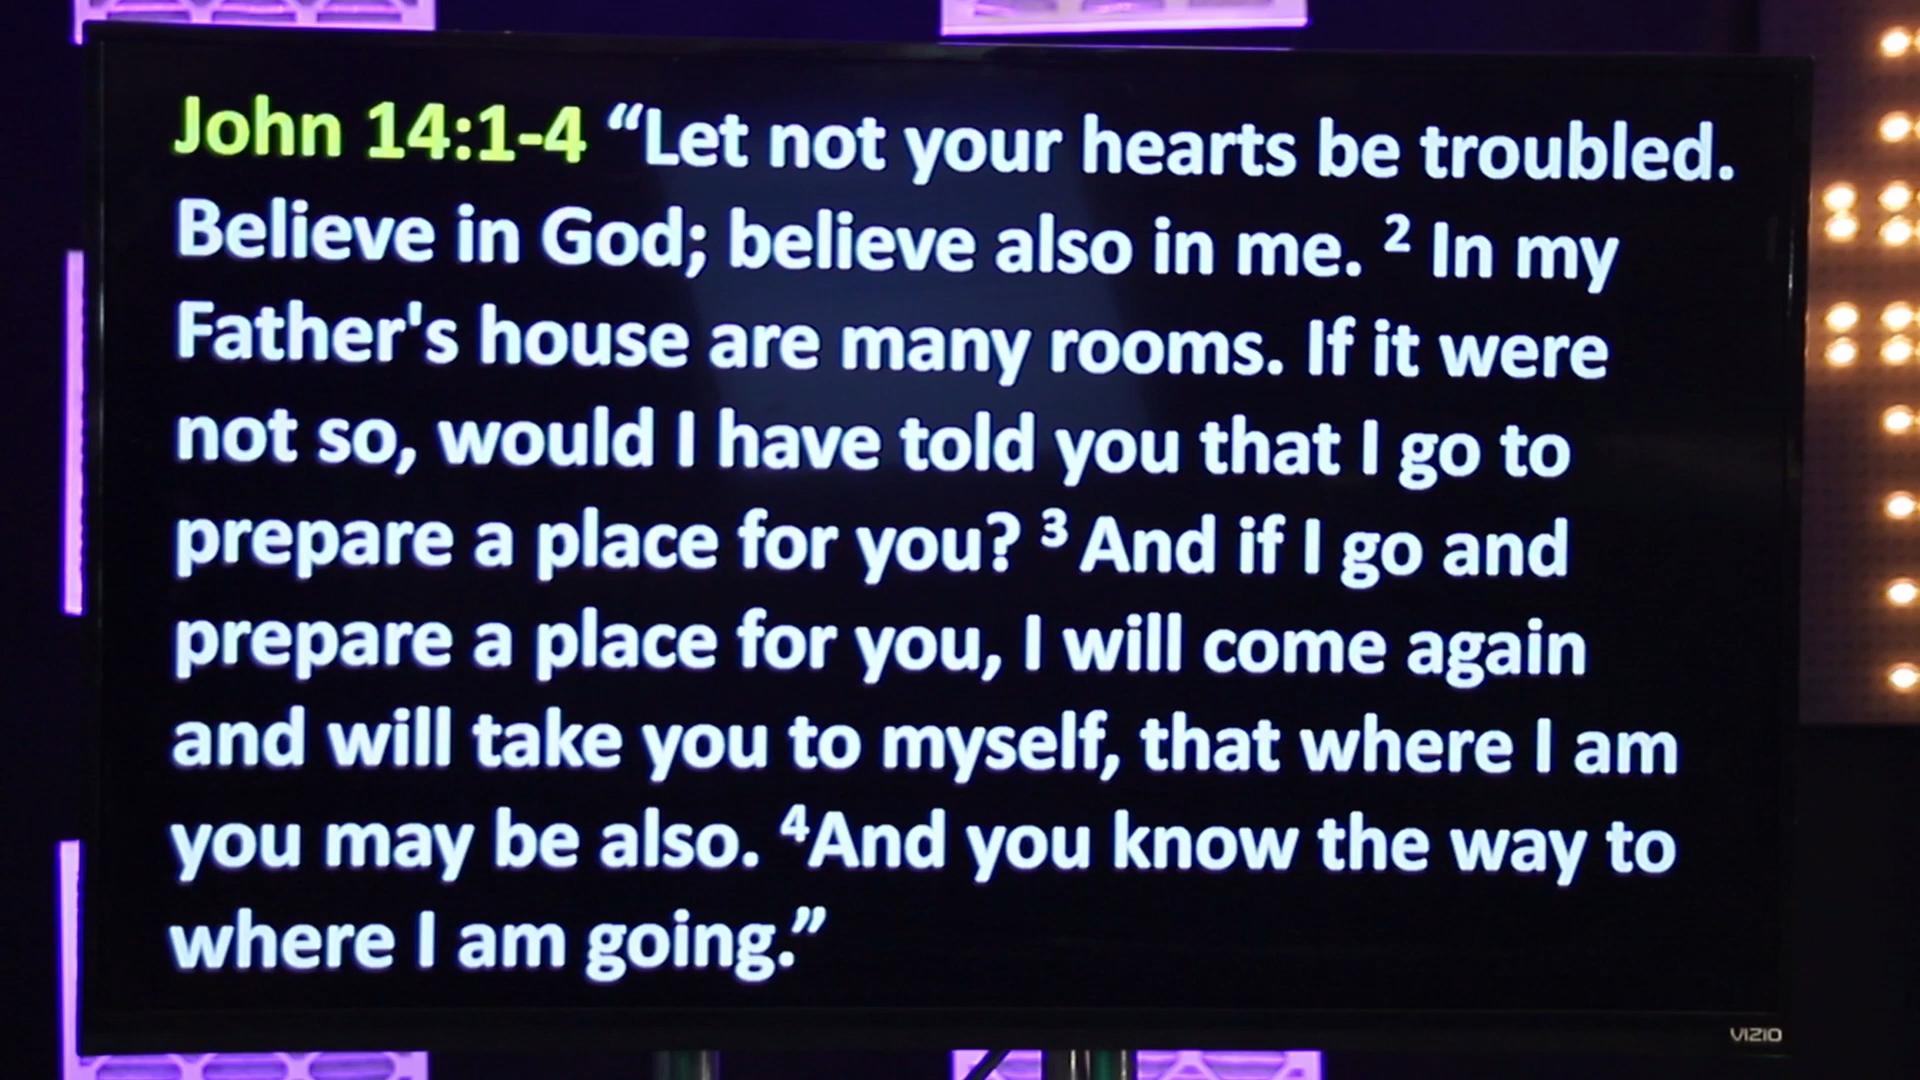 John 14:1-4 “Let not your hearts be troubled.
Believe in God; believe also in me. ² In my
Father's house are many rooms. If it were
not so, would I have told you that I go to
prepare a place for you? ³ And if I go and
prepare a place for you, I will come again
and will take you to myself, that where I am
you may be also. ⁴And you know the way to
where I am going.”
VIZIO